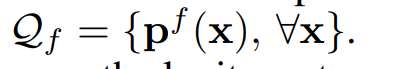 𝒬_f = {𝐩^f(𝐱), ∀𝐱}.